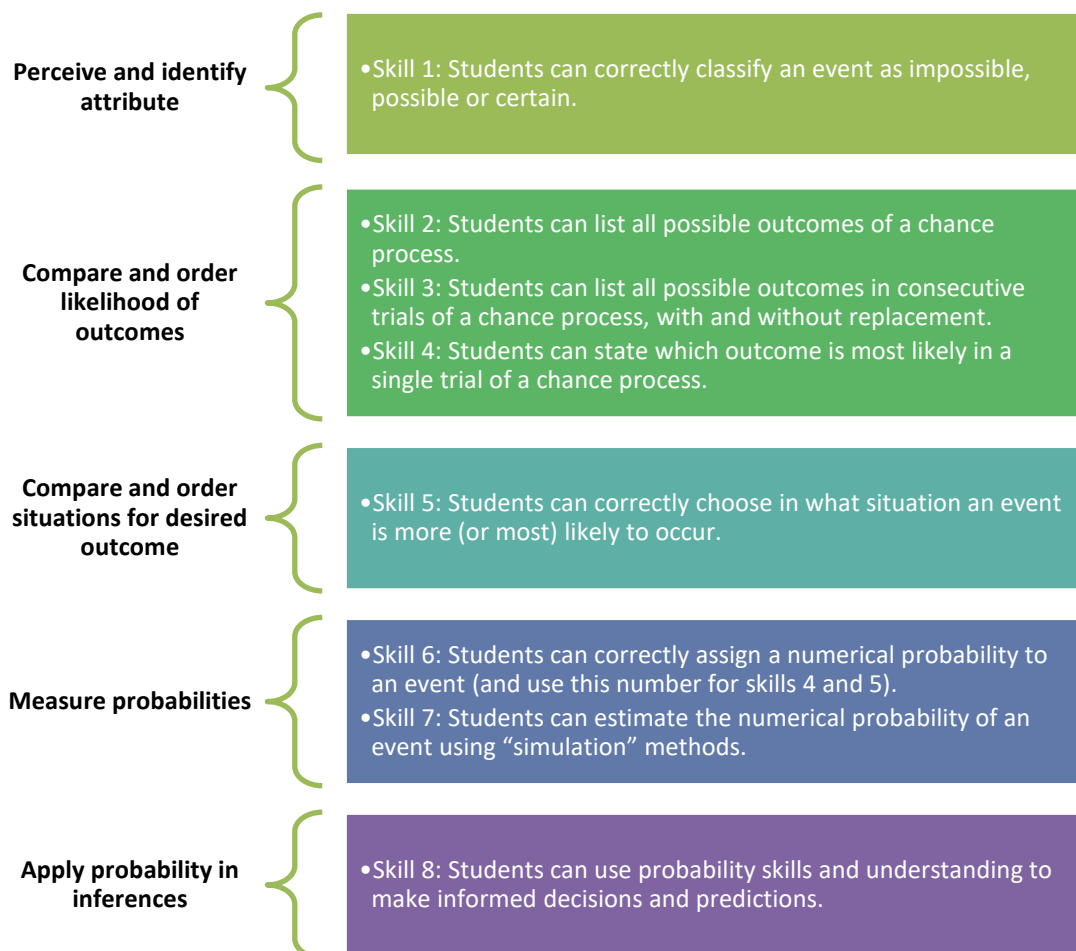 Perceive and identify
attribute
•Skill 1: Students can correctly classify an event as impossible,
possible or certain.
Compare and order
likelihood of
outcomes
•Skill 2: Students can list all possible outcomes of a chance
process.
•Skill 3: Students can list all possible outcomes in consecutive
trials of a chance process, with and without replacement.
•Skill 4: Students can state which outcome is most likely in a
single trial of a chance process.
Compare and order
situations for desired
outcome
•Skill 5: Students can correctly choose in what situation an event
is more (or most) likely to occur.
Measure probabilities
•Skill 6: Students can correctly assign a numerical probability to
an event (and use this number for skills 4 and 5).
•Skill 7: Students can estimate the numerical probability of an
event using “simulation” methods.
Apply probability in
inferences
•Skill 8: Students can use probability skills and understanding to
make informed decisions and predictions.